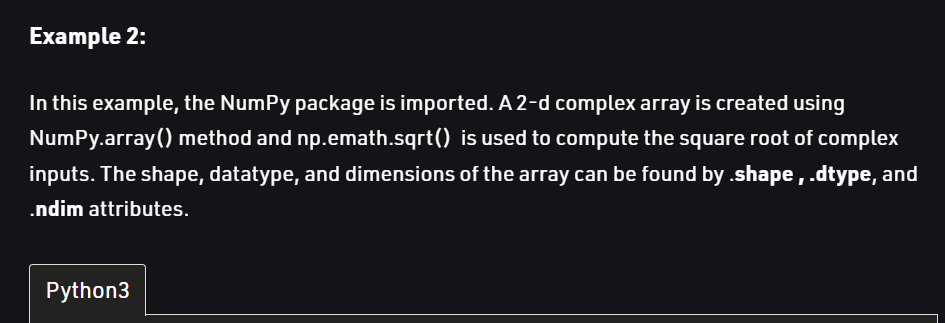 Example 2:
In this example, the NumPy package is imported. A 2-d complex array is created using
NumPy.array() method and np.emath.sqrt()  is used to compute the square root of complex
inputs. The shape, datatype, and dimensions of the array can be found by .shape , .dtype, and
.ndim attributes.
Python3